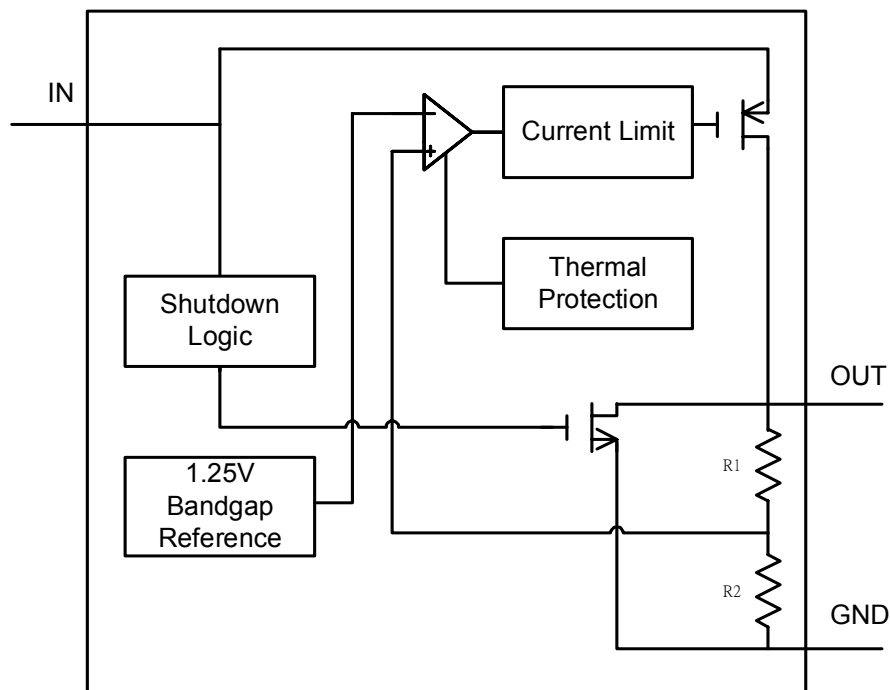 IN
Current Limit
Thermal
Protection
Shutdown
Logic
OUT
1.25V
Bandgap
Reference
R1
R2
GND